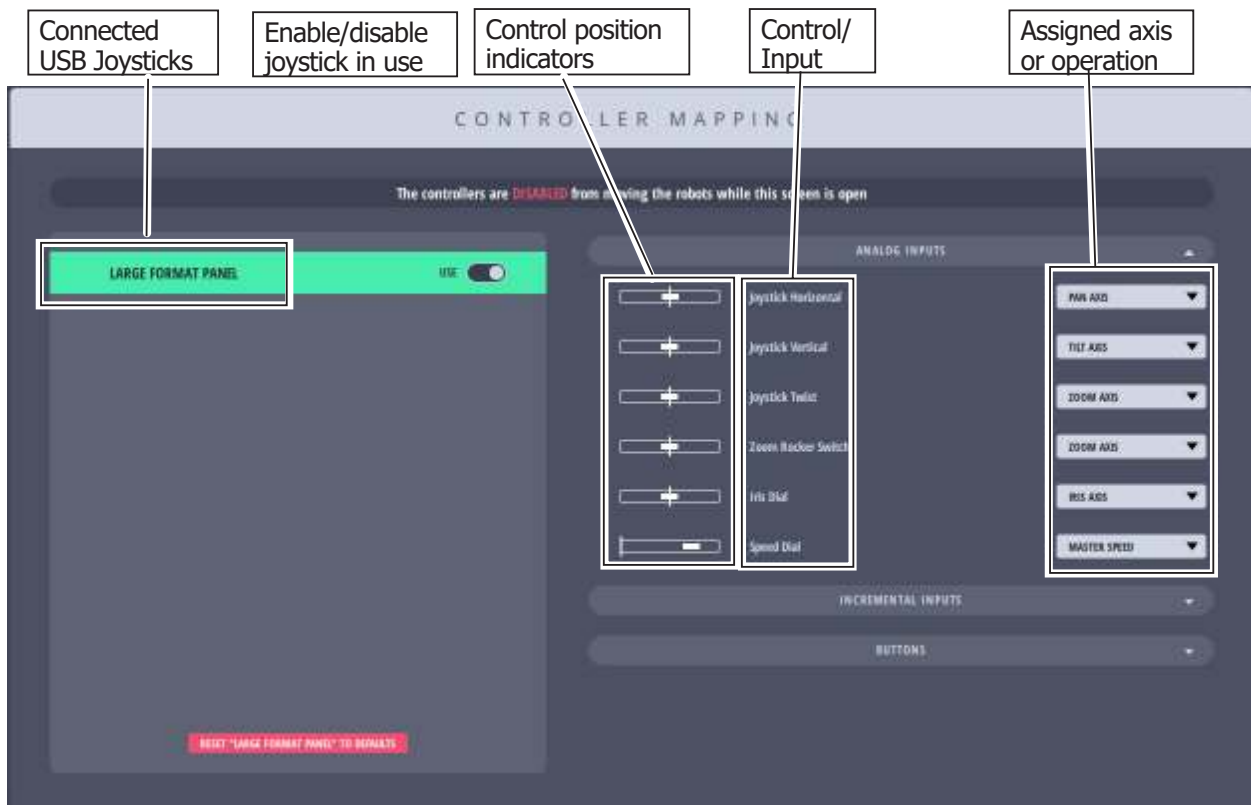 Connected
USB Joysticks
Enable/disable
joystick in use
Control position
indicators
Control/
Input
Assigned axis
or operation
CONTROLLER MAPPING
The controllers are DISABLED from moving the robots while this screen is open
LARGE FORMAT PANEL
USE
ANALOG INPUTS
Joystick Horizontal
PAN AXIS
Joystick Vertical
TILT AXIS
Joystick Twist
ZOOM AXIS
Zoom Rocker Switch
ZOOM AXIS
Iris Dial
IRIS AXIS
Speed Dial
MASTER SPEED
INCREMENTAL INPUTS
BUTTONS
RESET "LARGE FORMAT PANEL" TO DEFAULTS